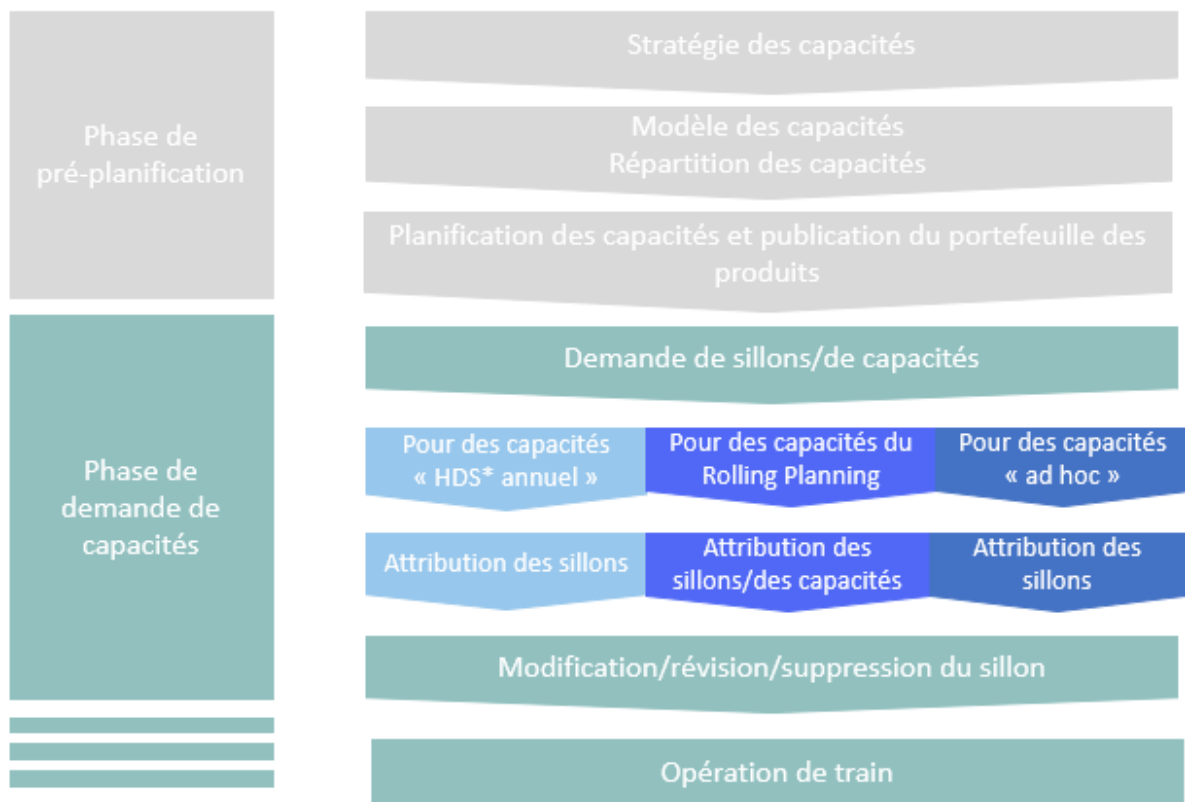 Phase de
pré-planification
Stratégie des capacités
Modèle des capacités
Répartition des capacités
Planification des capacités et publication du portefeuille des
produits
Phase de
demande de
capacités
Demande de sillons/de capacités
Pour des capacités
« HDS* annuel »
Pour des capacités du
Rolling Planning
Pour des capacités
« ad hoc »
Attribution des sillons
Attribution des
sillons/des capacités
Attribution des
sillons
Modification/révision/suppression du sillon
Opération de train